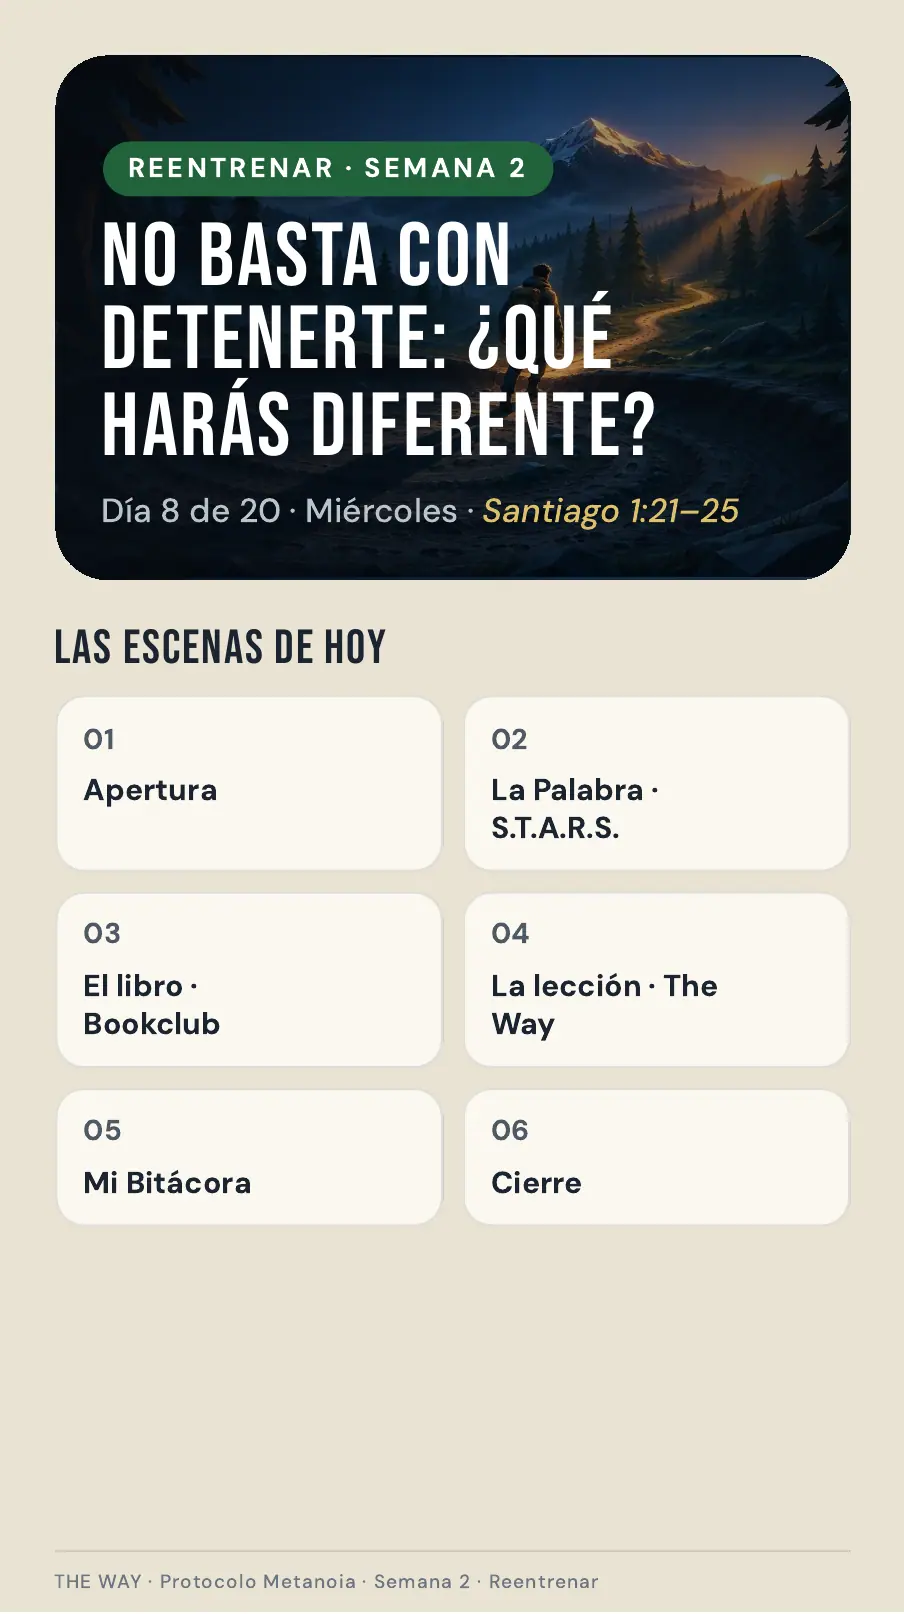 REENTRENAR · SEMANA 2
NO BASTA CON
DETENERTE: ¿QUÉ
HARÁS DIFERENTE?
Día 8 de 20 · Miércoles · Santiago 1:21–25
LAS ESCENAS DE HOY
01
Apertura
02
La Palabra ·
S.T.A.R.S.
03
El libro ·
Bookclub
04
La lección · The
Way
05
Mi Bitácora
06
Cierre
THE WAY · Protocolo Metanoia · Semana 2 · Reentrenar